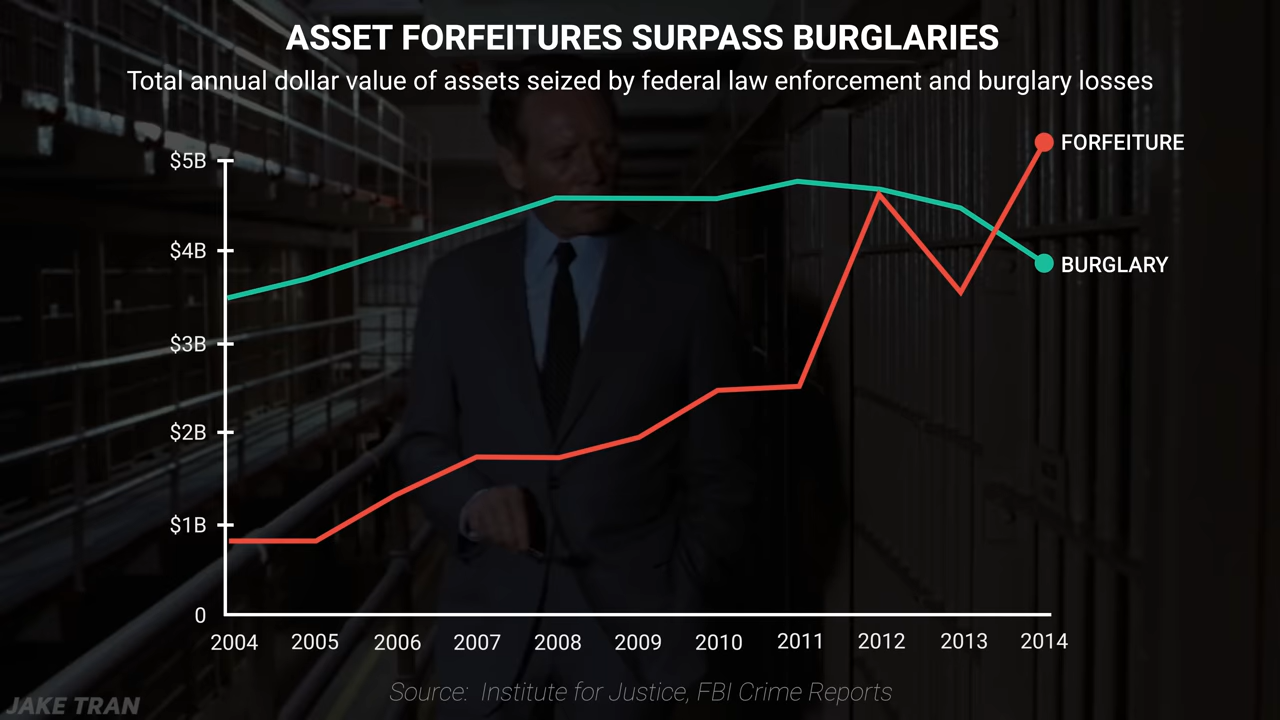 ASSET FORFEITURES SURPASS BURGLARIES
Total annual dollar value of assets seized by federal law enforcement and burglary losses
FORFEITURE
$5B
$4B
BURGLARY
$3B
$2B
$1B
0
2004 2005 2006 2007 2008 2009 2010 2011 2012 2013 2014
Source: Institute for Justice, FBI Crime Reports
JAKE TRAN